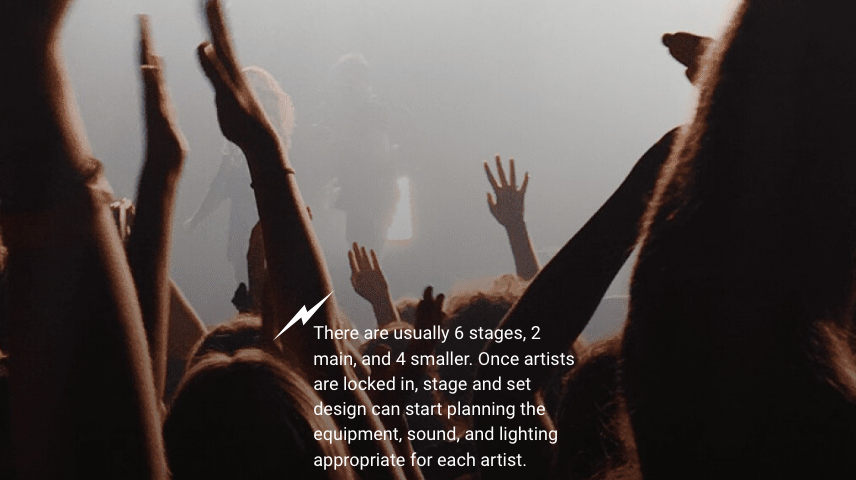 There are usually 6 stages, 2
main, and 4 smaller. Once artists
are locked in, stage and set
design can start planning the
equipment, sound, and lighting
appropriate for each artist.